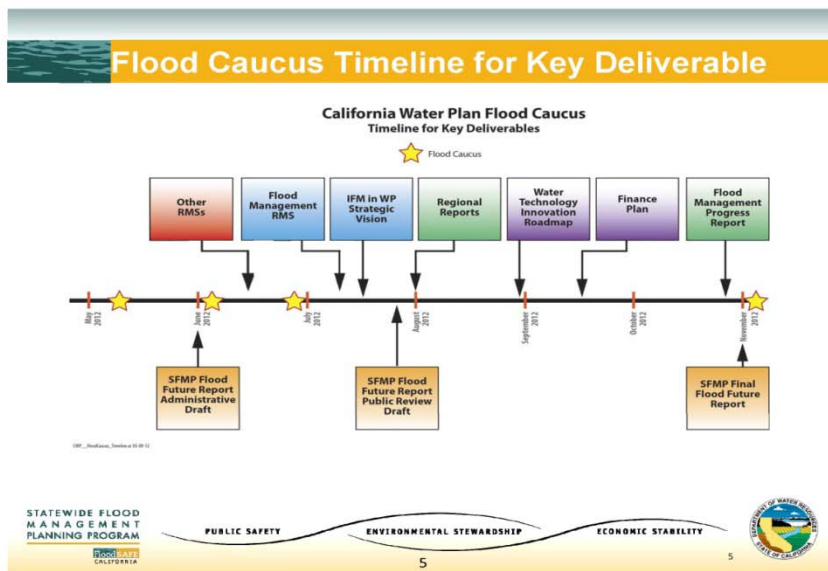 Flood Caucus Timeline for Key Deliverable
California Water Plan Flood Caucus
Timeline for Key Deliverables
Flood Caucus
Other
RMSs
Flood
Management
RMS
IFM in WP
Strategic
Vision
Regional
Reports
Water
Technology
Innovation
Roadmap
Finance
Plan
Flood
Management
Progress
Report
May
2012
June
2012
July
2012
August
2012
September
2012
October
2012
November
2012
SFMP Flood
Future Report
Administrative
Draft
SFMP Flood
Future Report
Public Review
Draft
SFMP Final
Flood Future
Report
STATEWIDE FLOOD
MANAGEMENT
PLANNING PROGRAM
FloodSAFE
CALIFORNIA
PUBLIC SAFETY
ENVIRONMENTAL STEWARDSHIP
ECONOMIC STABILITY
5
5
DEPARTMENT OF WATER RESOURCES
STATE OF CALIFORNIA